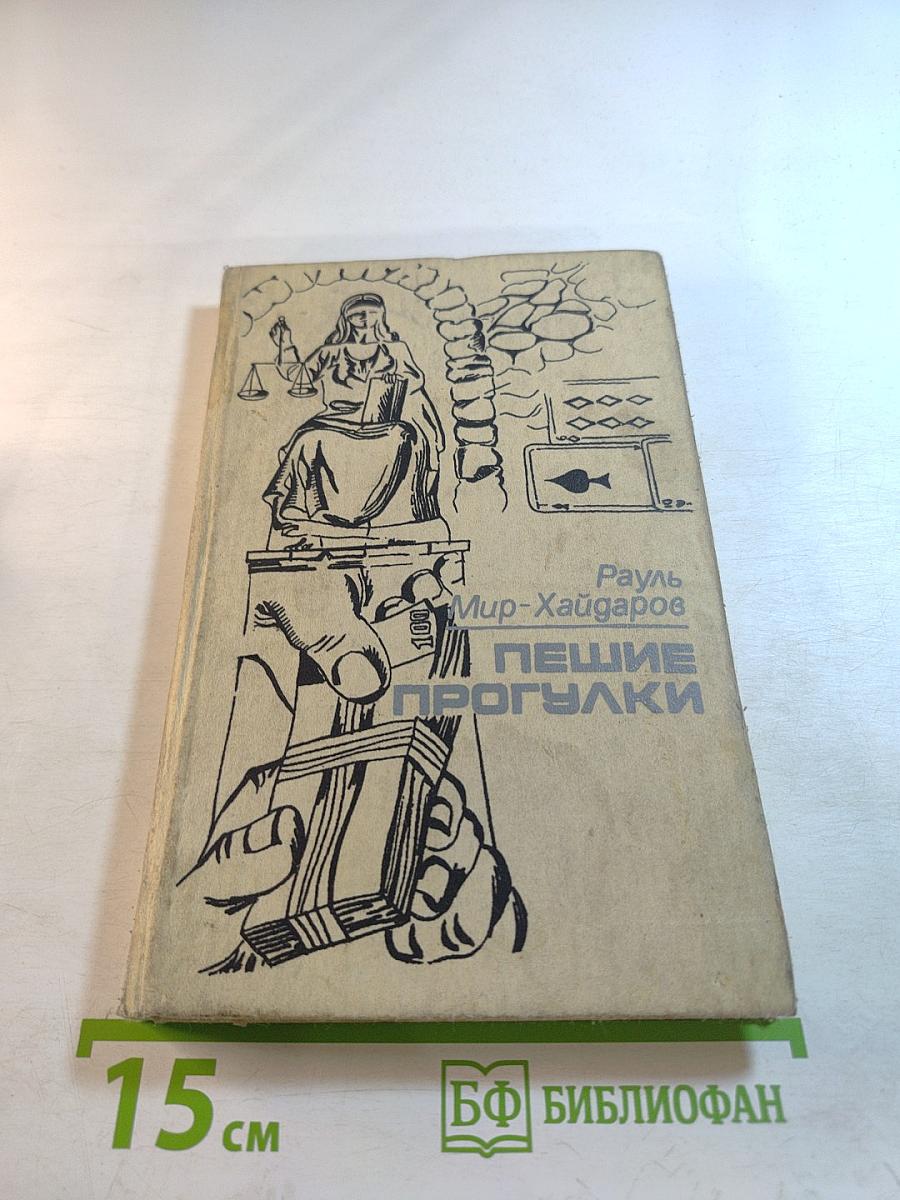 Рауль
Мир-Хайдаров
ПЕШИЕ
ПРОГУЛКИ
100
15 см
БФ БИБЛИОФАН